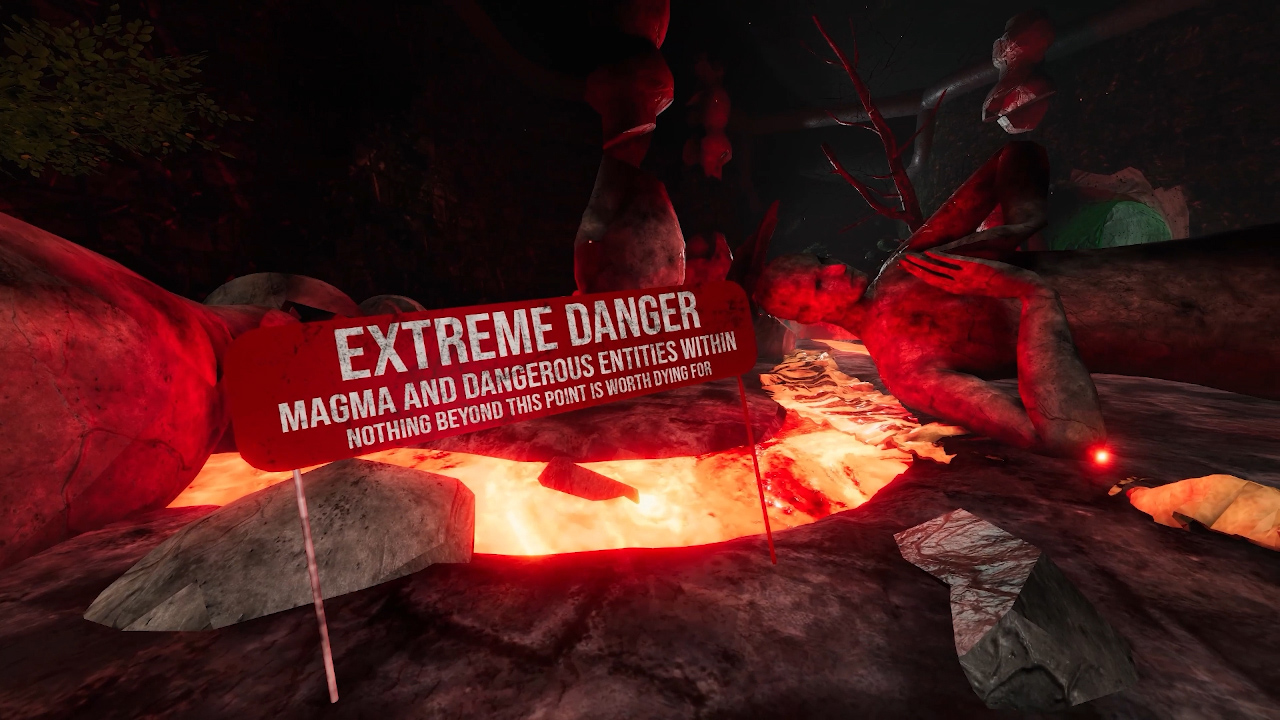 EXTREME DANGER
MAGMA AND DANGEROUS ENTITIES WITHIN
NOTHING BEYOND THIS POINT IS WORTH DYING FOR